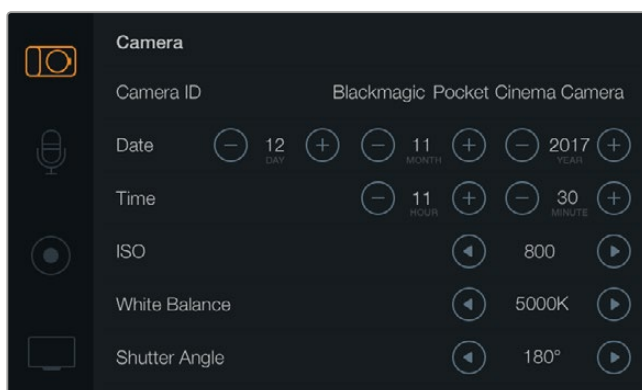 Camera
Camera ID Blackmagic Pocket Cinema Camera
Date 12 DAY 11 MONTH 2017 YEAR
Time 11 HOUR 30 MINUTE
ISO 800
White Balance 5000K
Shutter Angle 180°